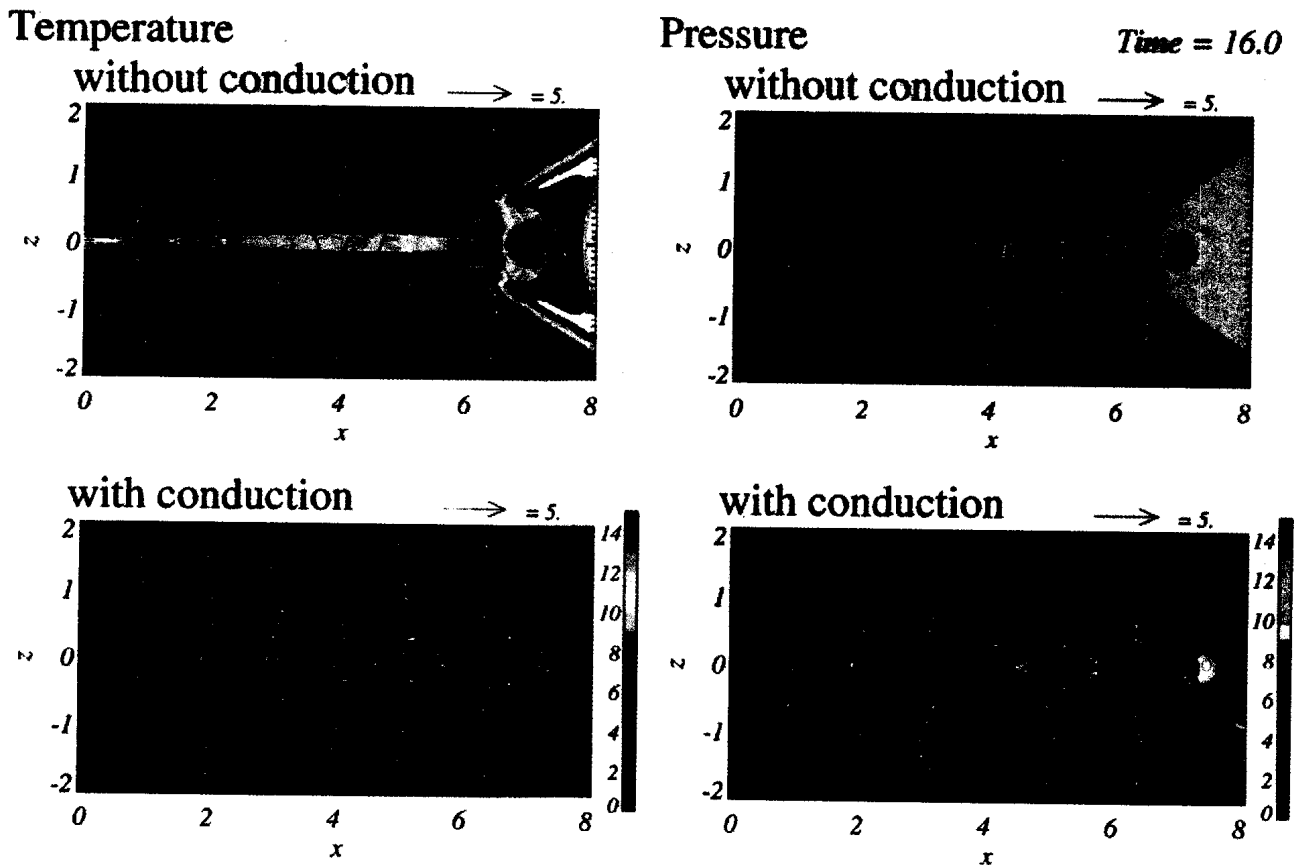 Temperature
Pressure
Time = 16.0
without conduction = 5.
without conduction = 5.
2
1
z 0
-1
-2
0 2 4 6 8
x
2
1
z 0
-1
-2
0 2 4 6 8
x
with conduction = 5.
2
1
z 0
-1
-2
0 2 4 6 8
x
14
12
10
8
6
4
2
0
with conduction = 5.
2
1
z 0
-1
-2
0 2 4 6 8
x
14
12
10
8
6
4
2
0